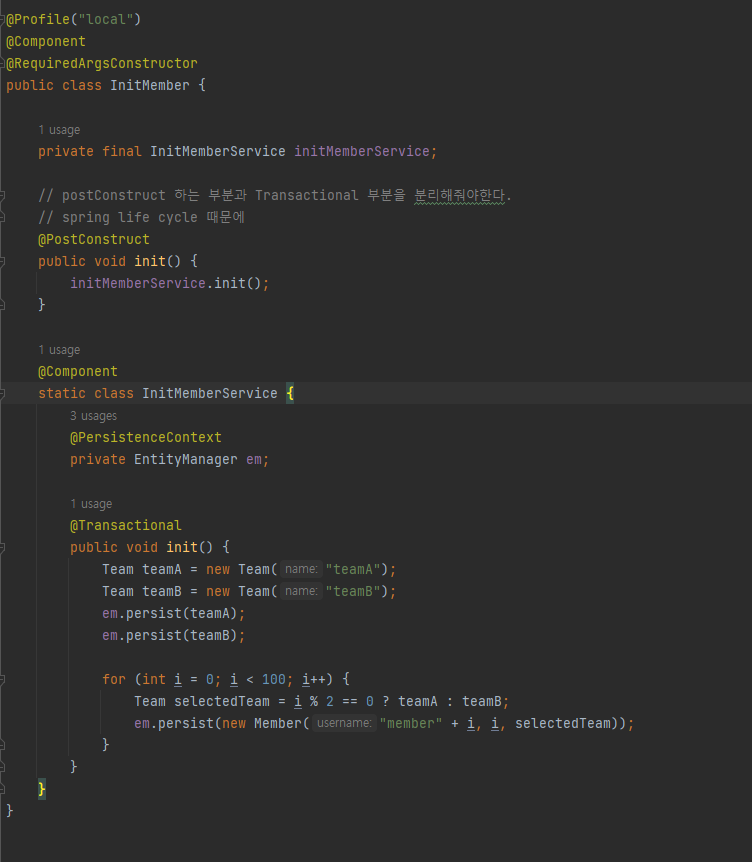 @Profile("local")
@Component
@RequiredArgsConstructor
public class InitMember {
1 usage
private final InitMemberService initMemberService;
// postConstruct 하는 부분과 Transactional 부분을 분리해줘야한다.
// spring life cycle 때문에
@PostConstruct
public void init() {
initMemberService.init();
}
1 usage
@Component
static class InitMemberService {
3 usages
@PersistenceContext
private EntityManager em;
1 usage
@Transactional
public void init() {
Team teamA = new Team( name: "teamA");
Team teamB = new Team( name: "teamB");
em.persist(teamA);
em.persist(teamB);
for (int i = 0; i < 100; i++) {
Team selectedTeam = i % 2 == 0 ? teamA : teamB;
em.persist(new Member( username: "member" + i, i, selectedTeam));
}
}
}
}